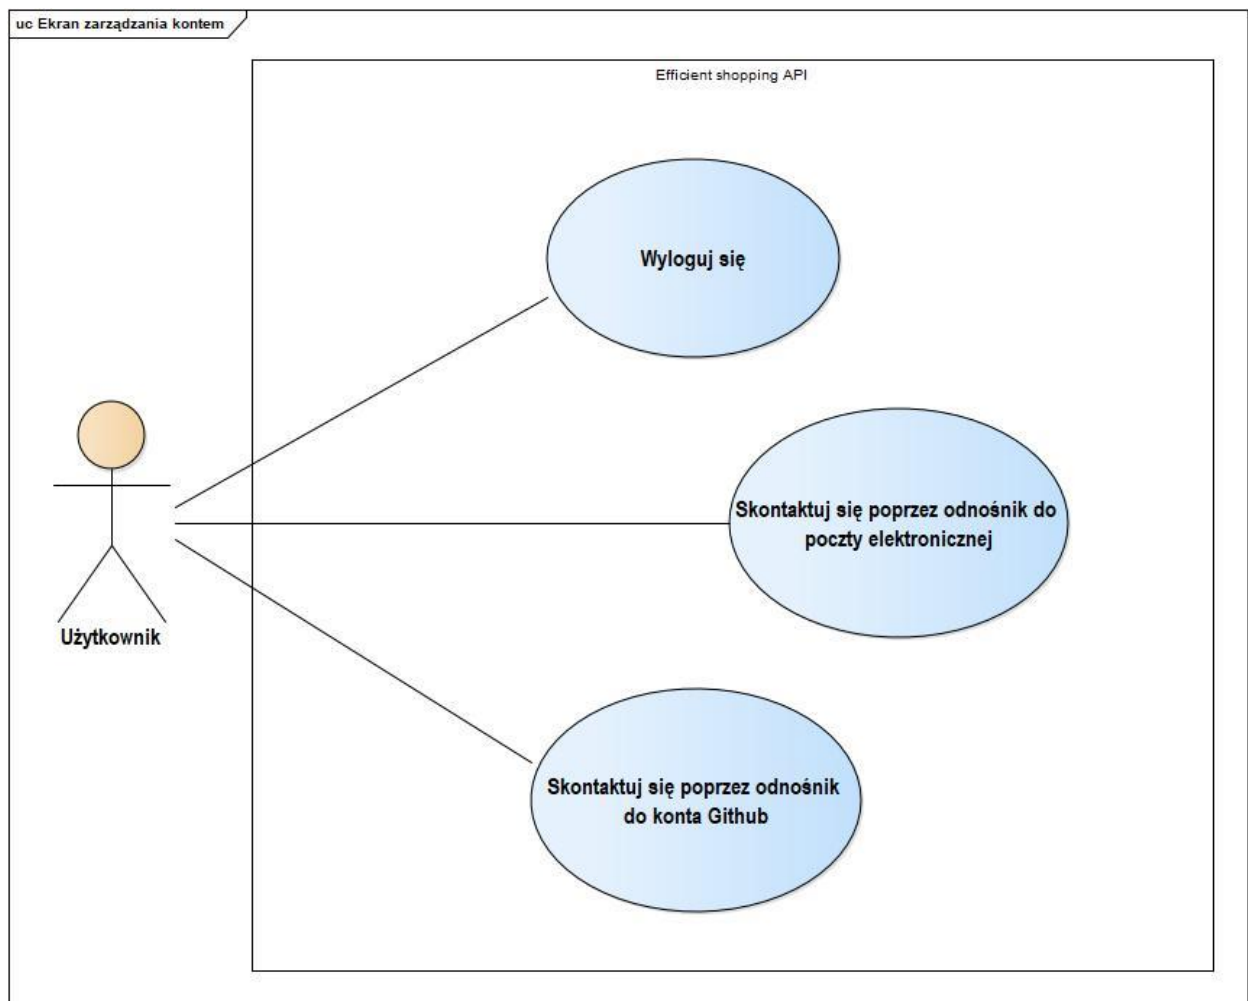 uc Ekran zarządzania kontem
Efficient shopping API
Wyloguj się
Skontaktuj się poprzez odnośnik do
poczty elektronicznej
Użytkownik
Skontaktuj się poprzez odnośnik
do konta Github